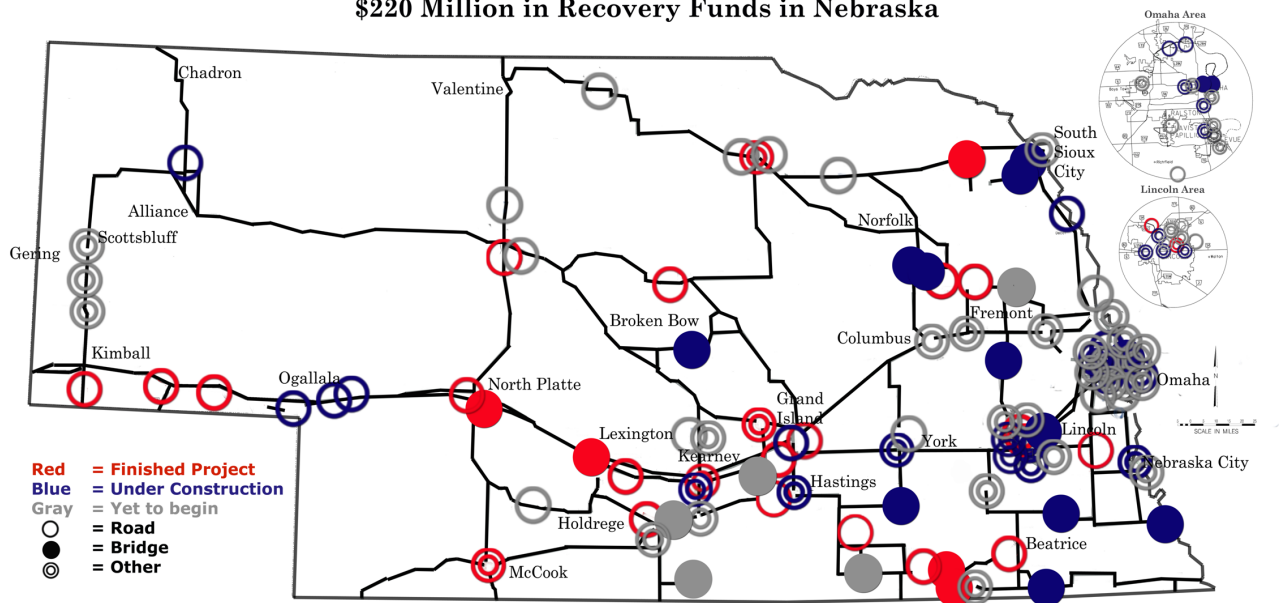 $220 Million in Recovery Funds in Nebraska
Omaha Area
Chadron
Valentine
South
Sioux
City
Lincoln Area
Alliance
Norfolk
Gering
Scottsbluff
Fremont
Broken Bow
Columbus
Kimball
Ogallala
North Platte
Omaha
Grand
Island
SCALE IN MILES
Lexington
Lincoln
York
Kearney
Nebraska City
Hastings
Holdrege
Beatrice
McCook
Red = Finished Project
Blue = Under Construction
Gray = Yet to begin
= Road
= Bridge
= Other